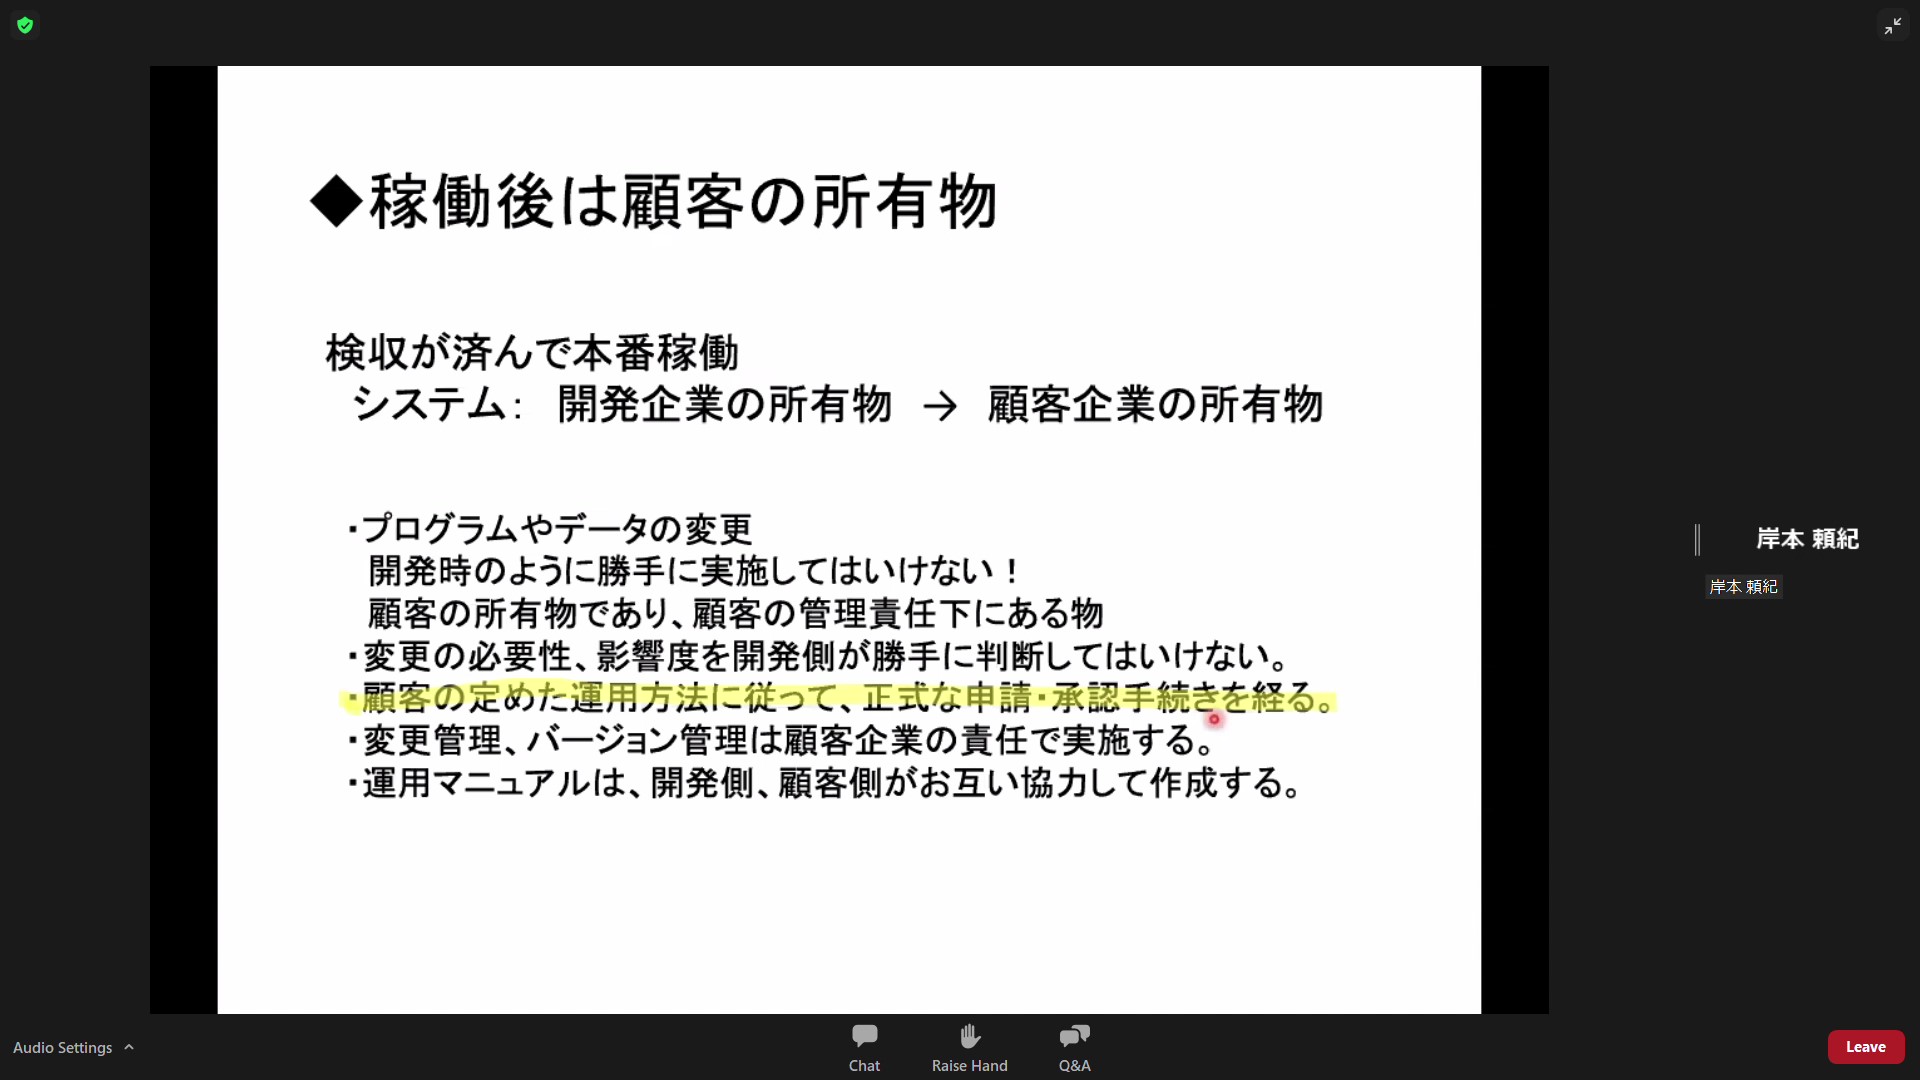 ◆稼働後は顧客の所有物
検収が済んで本番稼働
システム： 開発企業の所有物 → 顧客企業の所有物
・プログラムやデータの変更
開発時のように勝手に実施してはいけない！
顧客の所有物であり、顧客の管理責任下にある物
・変更の必要性、影響度を開発側が勝手に判断してはいけない。
・顧客の定めた運用方法に従って、正式な申請・承認手続きを経る。
・変更管理、バージョン管理は顧客企業の責任で実施する。
・運用マニュアルは、開発側、顧客側がお互い協力して作成する。
岸本 頼紀
岸本 頼紀
Audio Settings
Chat
Raise Hand
Q&A
Leave